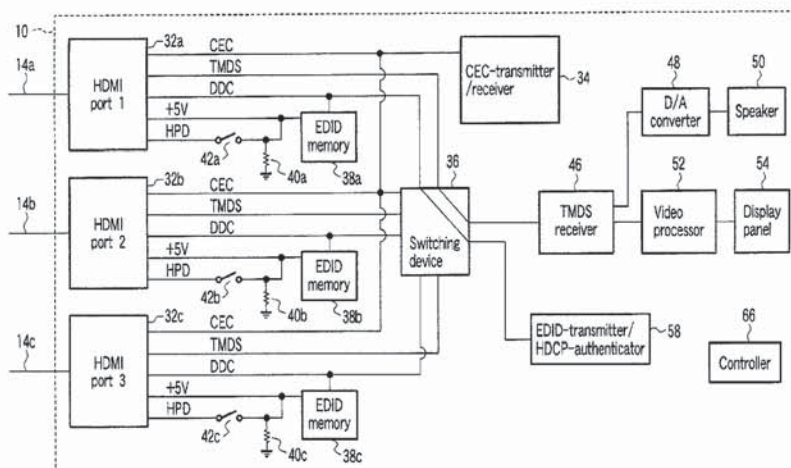 10
32a
14a
HDMI
port 1
CEC
TMDS
DDC
+5V
HPD
42a
40a
EDID
memory
38a
CEC-transmitter
/receiver
34
48
D/A
converter
50
Speaker
32b
14b
HDMI
port 2
CEC
TMDS
DDC
+5V
HPD
42b
40b
EDID
memory
38b
36
Switching
device
46
TMDS
receiver
52
Video
processor
54
Display
panel
32c
14c
HDMI
port 3
CEC
TMDS
DDC
+5V
HPD
42c
40c
EDID
memory
38c
EDID-transmitter/
HDCP-authenticator
58
66
Controller